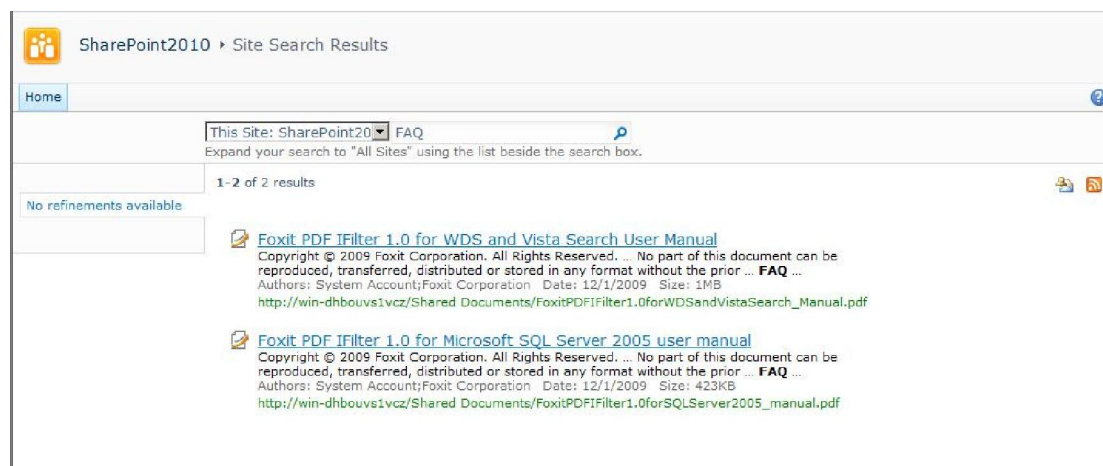 SharePoint2010 ▸ Site Search Results
Home
This Site: SharePoint20 FAQ
Expand your search to "All Sites" using the list beside the search box.
1-2 of 2 results
No refinements available
Foxit PDF IFilter 1.0 for WDS and Vista Search User Manual
Copyright © 2009 Foxit Corporation. All Rights Reserved. ... No part of this document can be
reproduced, transferred, distributed or stored in any format without the prior ... FAQ ...
Authors: System Account;Foxit Corporation Date: 12/1/2009 Size: 1MB
http://win-dhbouvs1vcz/Shared Documents/FoxitPDFIFilter1.0forWDSandVistaSearch_Manual.pdf
Foxit PDF IFilter 1.0 for Microsoft SQL Server 2005 user manual
Copyright © 2009 Foxit Corporation. All Rights Reserved. ... No part of this document can be
reproduced, transferred, distributed or stored in any format without the prior ... FAQ ...
Authors: System Account;Foxit Corporation Date: 12/1/2009 Size: 423KB
http://win-dhbouvs1vcz/Shared Documents/FoxitPDFIFilter1.0forSQLServer2005_manual.pdf